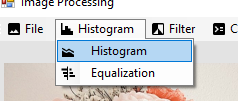 Image Processing
File Histogram Filter
Histogram
Equalization